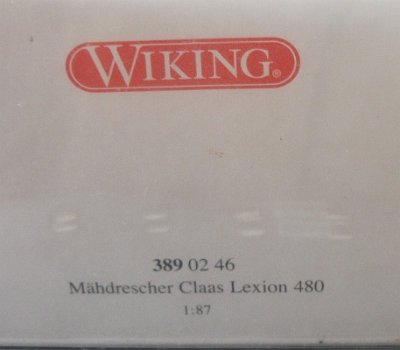 WIKING®
389 02 46
Mähdrescher Claas Lexion 480
1:87